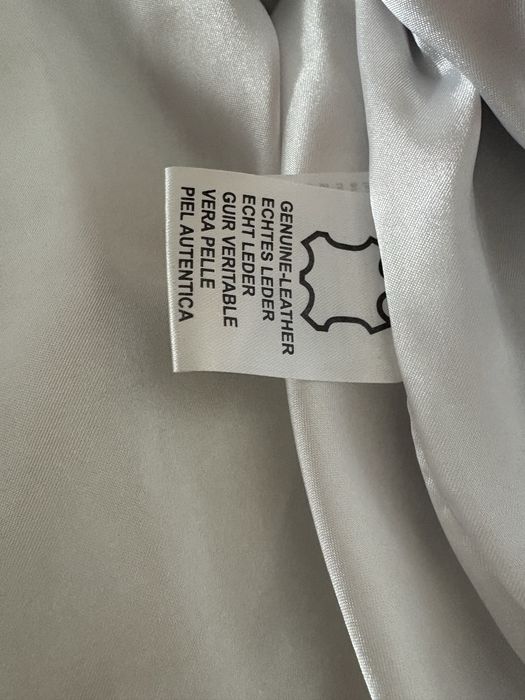 GENUINE-LEATHER
ECHTES LEDER
ECHT LEDER
GUIR VERITABLE
VERA PELLE
PIEL AUTENTICA